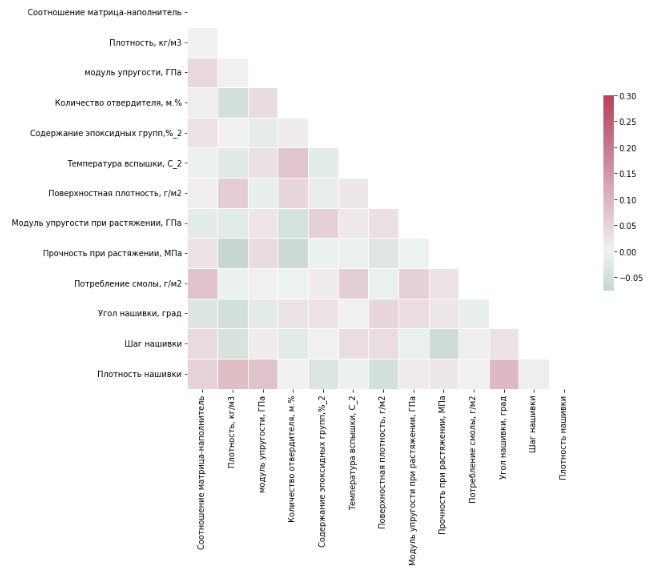 Соотношение матрица-наполнитель
Плотность, кг/м3
модуль упругости, ГПа
Количество отвердителя, м.%
Содержание эпоксидных групп,%_2
Температура вспышки, С_2
Поверхностная плотность, г/м2
Модуль упругости при растяжении, ГПа
Прочность при растяжении, МПа
Потребление смолы, г/м2
Угол нашивки, град
Шаг нашивки
Плотность нашивки
0.30
0.25
0.20
0.15
0.10
0.05
0.00
−0.05
Соотношение матрица-наполнитель
Плотность, кг/м3
модуль упругости, ГПа
Количество отвердителя, м.%
Содержание эпоксидных групп,%_2
Температура вспышки, С_2
Поверхностная плотность, г/м2
Модуль упругости при растяжении, ГПа
Прочность при растяжении, МПа
Потребление смолы, г/м2
Угол нашивки, град
Шаг нашивки
Плотность нашивки